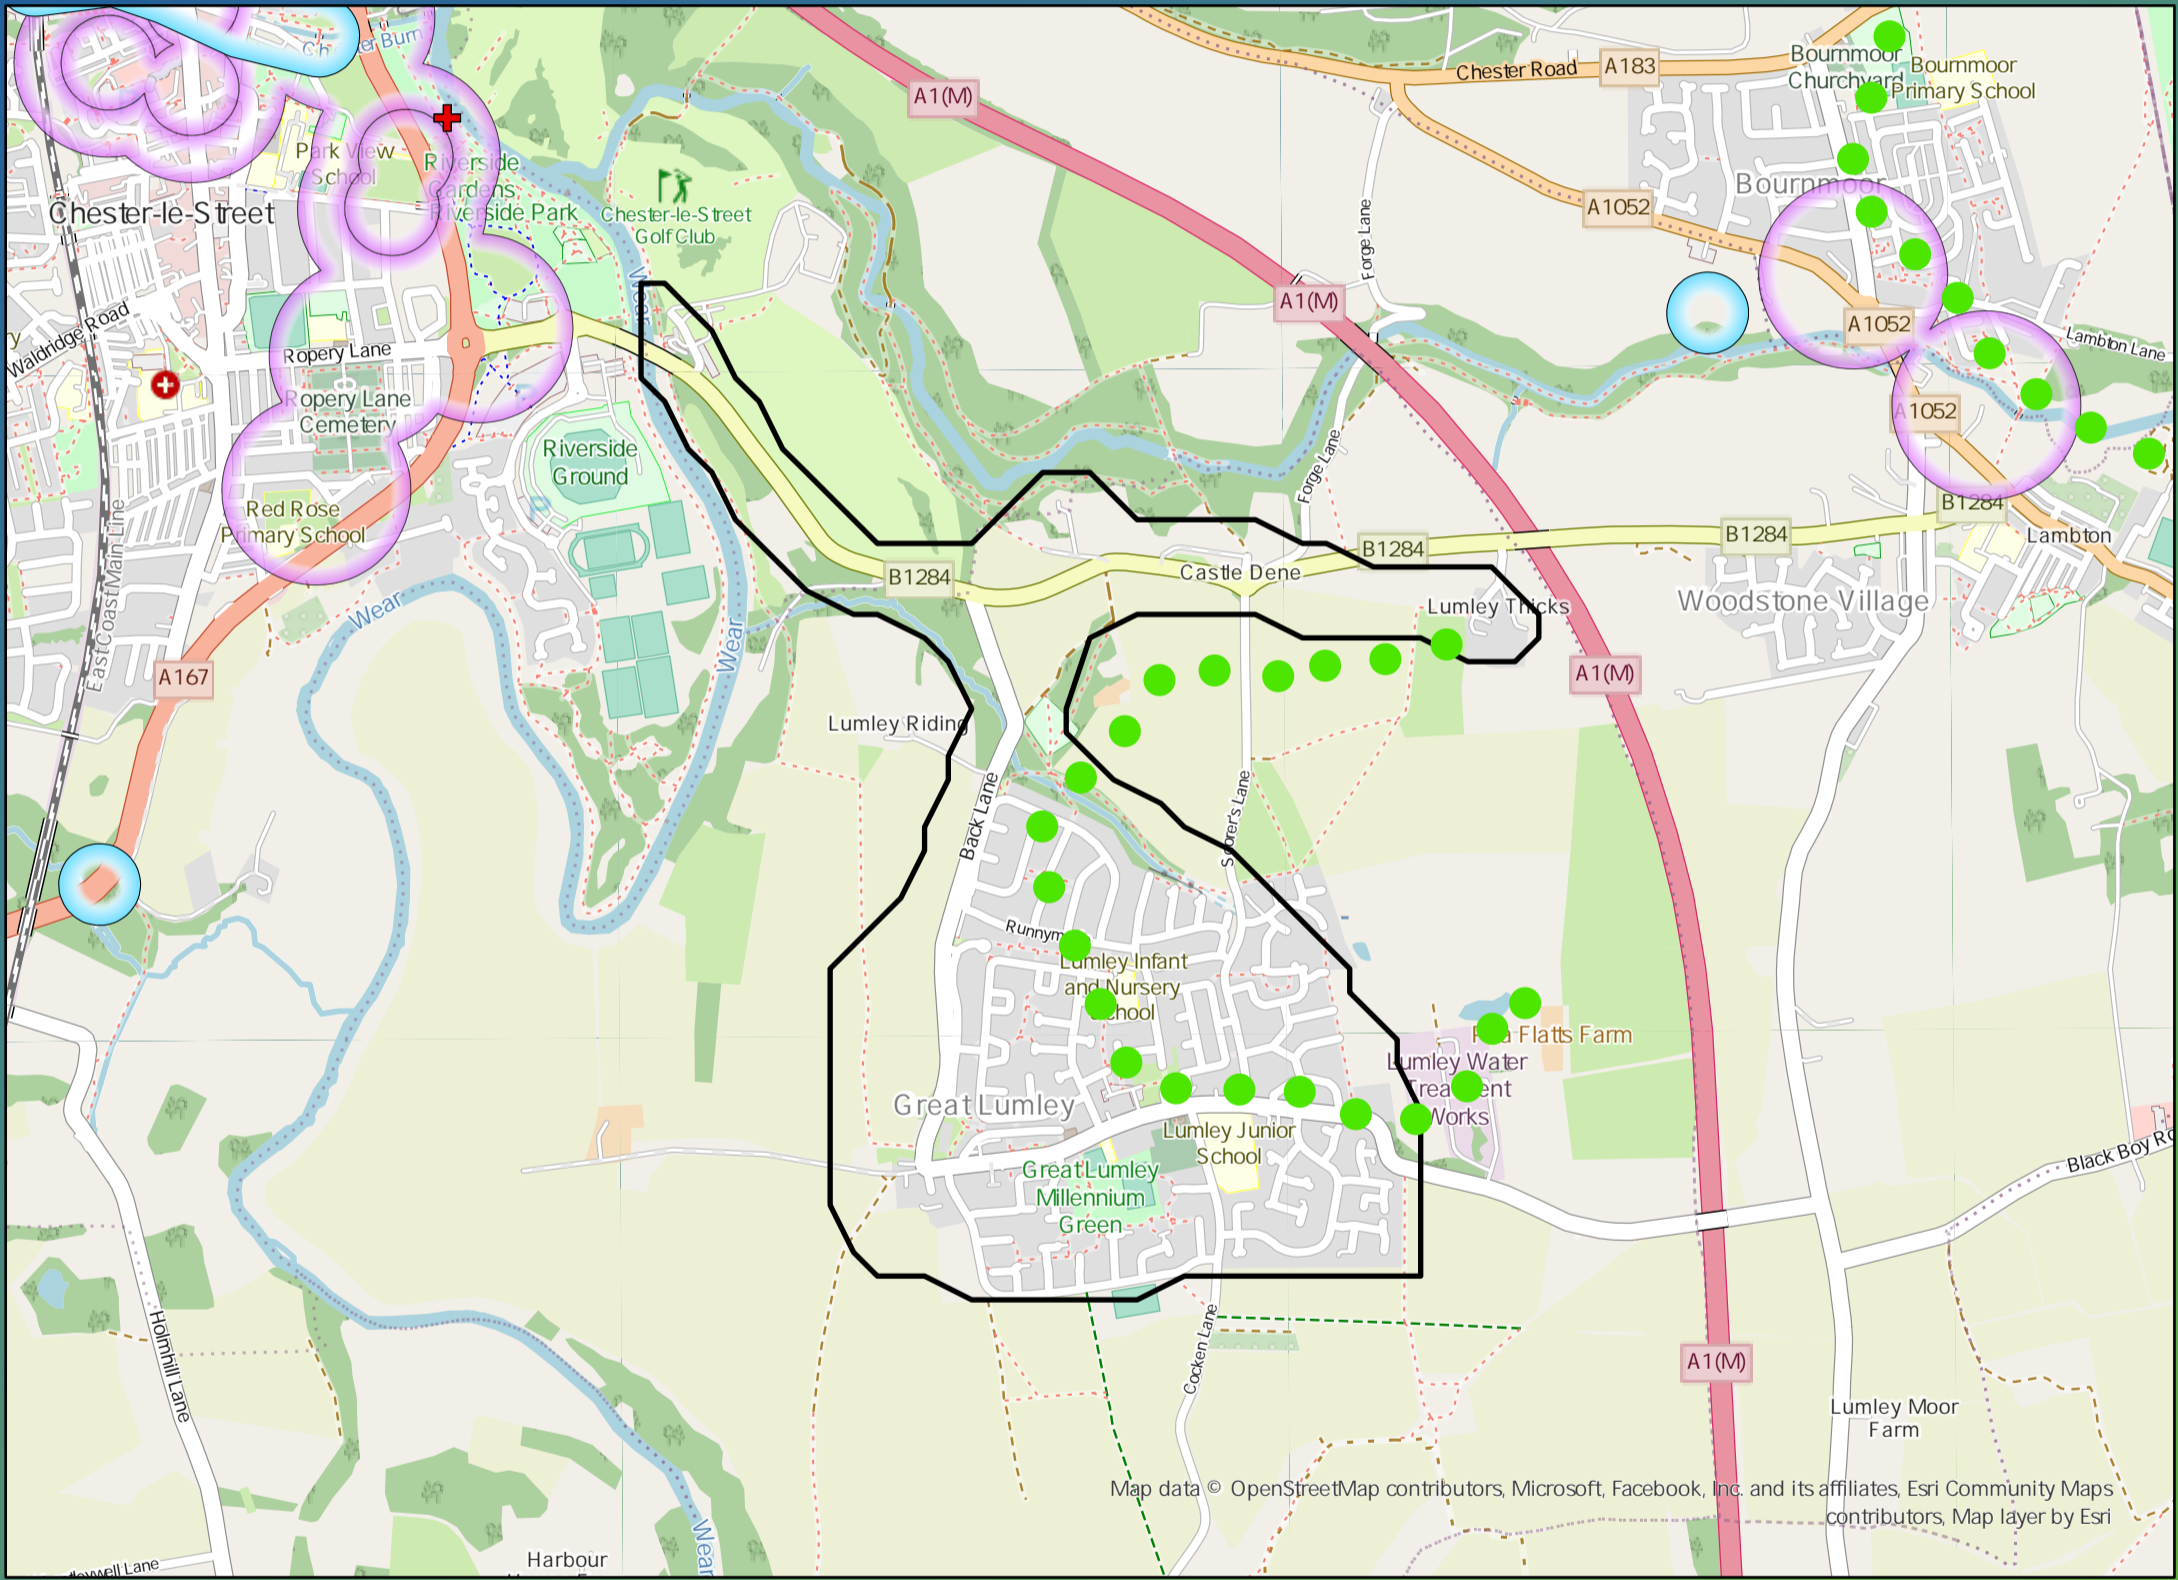 Chester Burn
A1(M)
Chester Road
A183
Bournmoor
Churchyard
Bournmoor
Primary School
Park View
School
Riverside
Gardens
Riverside Park
Chester-le-Street
Golf Club
Chester-le-Street
A1052
Bournmoor
Forge Lane
Wear
A1(M)
Waldridge Road
Ropery Lane
A1052
Lambton Lane
Ropery Lane
Cemetery
A1052
Riverside
Ground
Forge Lane
Red Rose
Primary School
East Coast Main Line
B1284
B1284
B1284
Lambton
B1284
Castle Dene
Wear
Lumley Thicks
Woodstone Village
Wear
A167
A1(M)
Lumley Riding
Back Lane
Scorer's Lane
Lumley Infant
and Nursery
School
Flatts Farm
Lumley Water
Treatment
Works
Great Lumley
Lumley Junior
School
Black Boy
Great Lumley
Millennium
Green
Holmhill Lane
Cocken Lane
A1(M)
Lumley Moor
Farm
Map data © OpenStreetMap contributors, Microsoft, Facebook, Inc. and its affiliates, Esri Community Maps
contributors, Map layer by Esri
Wear
Harbour
Lane